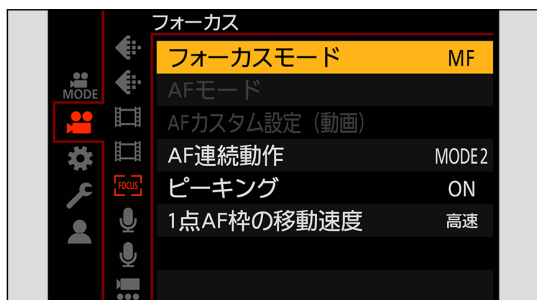 フォーカス
フォーカスモード MF
AFモード
AFカスタム設定（動画）
AF連続動作 MODE2
ピーキング ON
1点AF枠の移動速度 高速
MODE
FOCUS